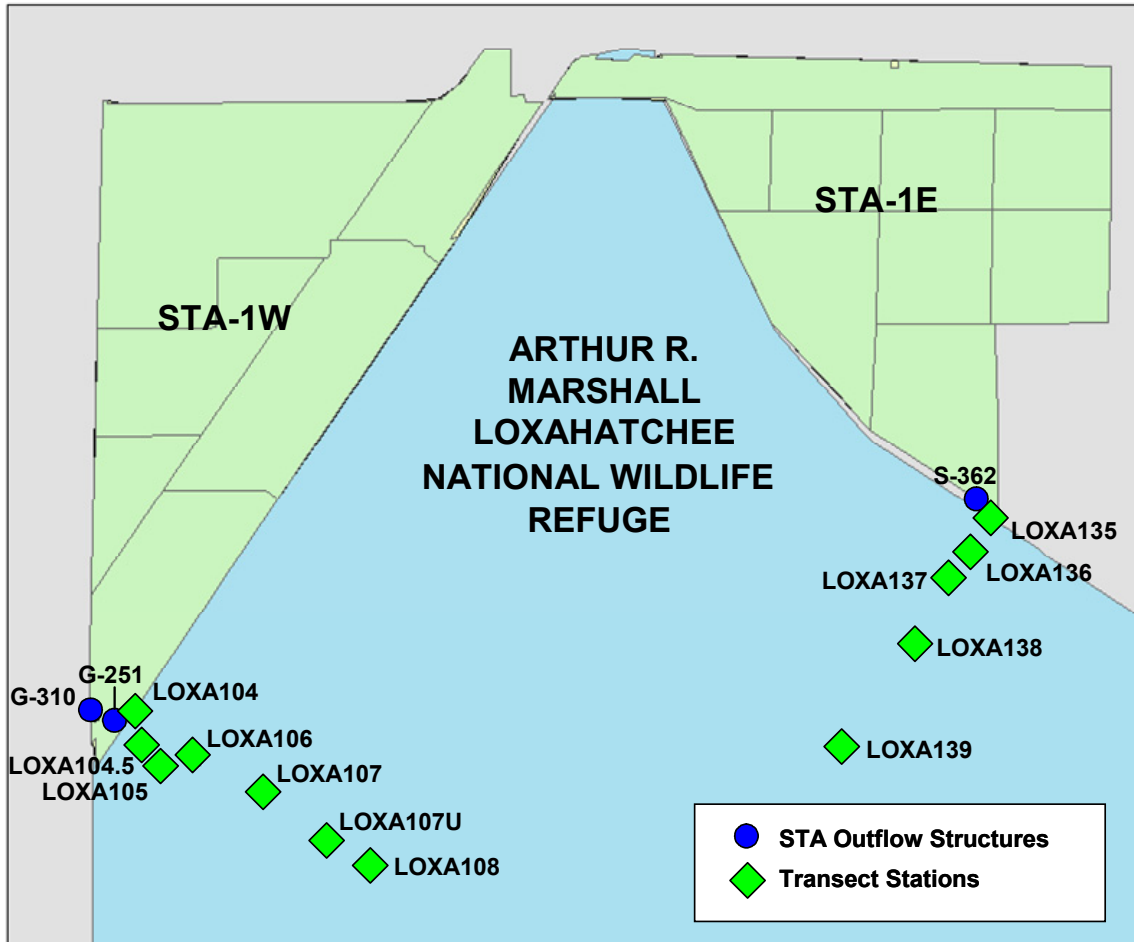 STA-1E
STA-1W
ARTHUR R.
MARSHALL
LOXAHATCHEE
NATIONAL WILDLIFE
REFUGE
S-362
LOXA135
LOXA136
LOXA137
LOXA138
G-251
G-310
LOXA104
LOXA106
LOXA104.5
LOXA105
LOXA107
LOXA139
LOXA107U
LOXA108
STA Outflow Structures
Transect Stations